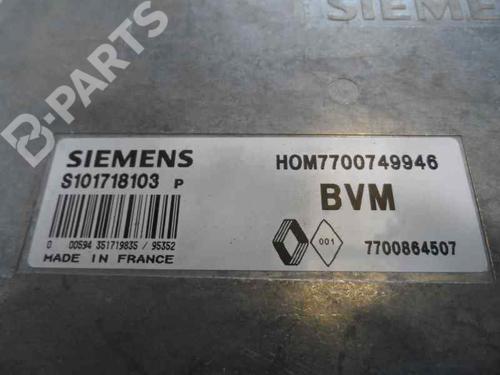 SIEMENS
B-PARTS
SIEMENS
HOM7700749946
S101718103 P
BVM
0 00594 351719835 / 95352
001
7700864507
MADE IN FRANCE